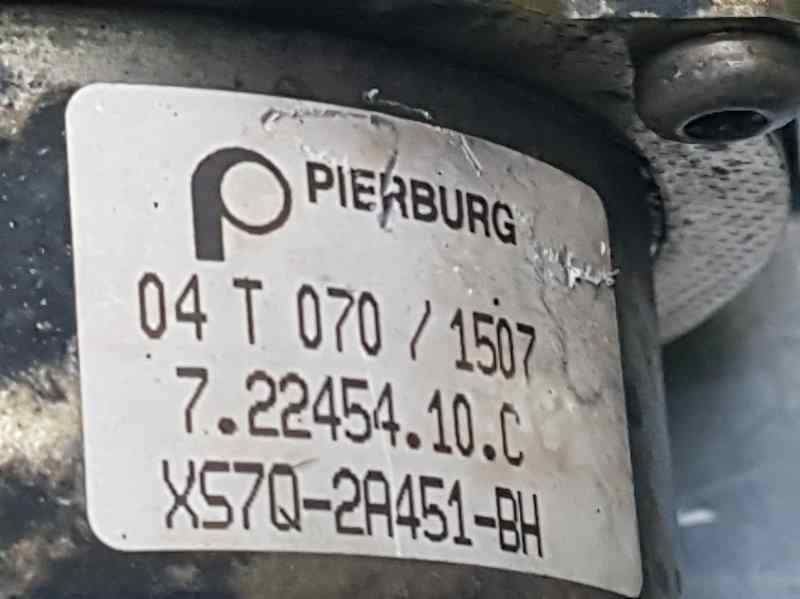 PIERBURG
04 T 070 / 1507
7.22454.10.C
XS7Q-2A451-BH